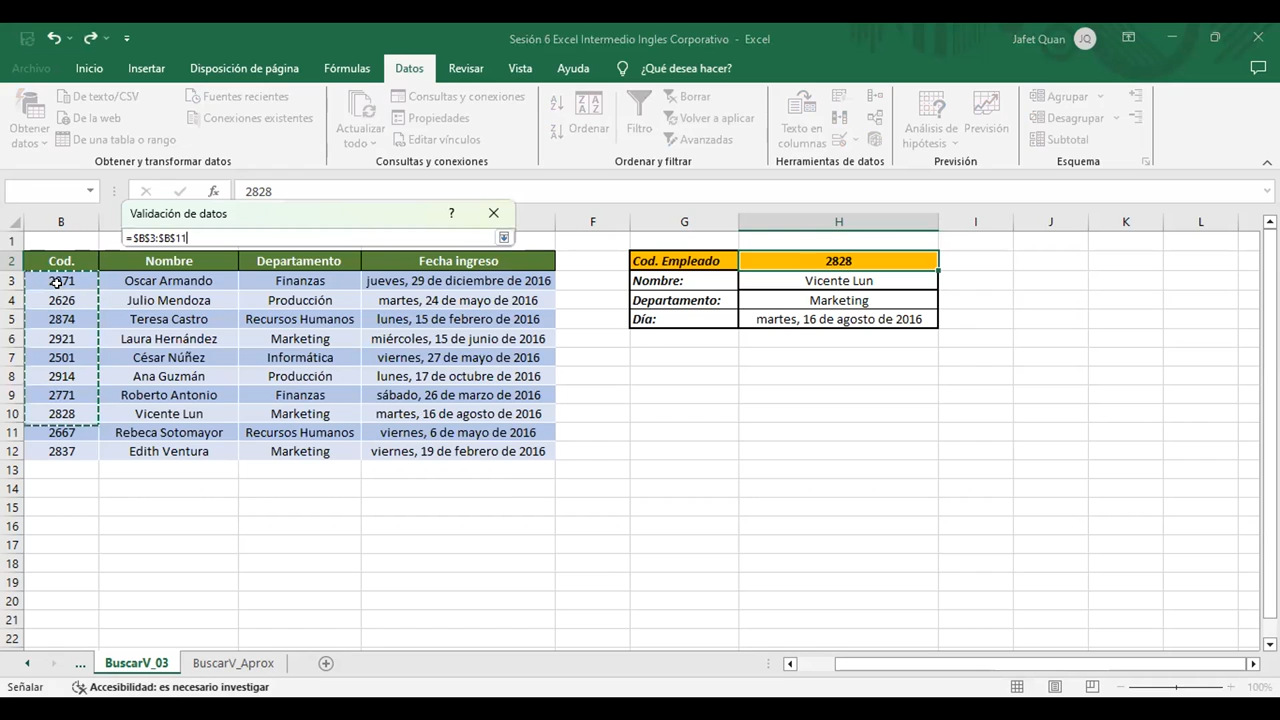 Sesión 6 Excel Intermedio Ingles Corporativo - Excel
Jafet Quan JQ
Archivo Inicio Insertar Disposición de página Fórmulas Datos Revisar Vista Ayuda ¿Qué desea hacer?
Obtener datos
De texto/CSV
De la web
De una tabla o rango
Fuentes recientes
Conexiones existentes
Obtener y transformar datos
Actualizar todo
Consultas y conexiones
Propiedades
Editar vínculos
Consultas y conexiones
Ordenar
Filtro
Borrar
Volver a aplicar
Avanzadas
Ordenar y filtrar
Texto en columnas
Herramientas de datos
Análisis de hipótesis
Previsión
Previsión
Agrupar
Desagrupar
Subtotal
Esquema
fx 2828
Validación de datos ?
=$B$3:$B$11
B F G H I J K L
1
2 Cod. Nombre Departamento Fecha ingreso Cod. Empleado 2828
3 2371 Oscar Armando Finanzas jueves, 29 de diciembre de 2016 Nombre: Vicente Lun
4 2626 Julio Mendoza Producción martes, 24 de mayo de 2016 Departamento: Marketing
5 2874 Teresa Castro Recursos Humanos lunes, 15 de febrero de 2016 Día: martes, 16 de agosto de 2016
6 2921 Laura Hernández Marketing miércoles, 15 de junio de 2016
7 2501 César Núñez Informática viernes, 27 de mayo de 2016
8 2914 Ana Guzmán Producción lunes, 17 de octubre de 2016
9 2771 Roberto Antonio Finanzas sábado, 26 de marzo de 2016
10 2828 Vicente Lun Marketing martes, 16 de agosto de 2016
11 2667 Rebeca Sotomayor Recursos Humanos viernes, 6 de mayo de 2016
12 2837 Edith Ventura Marketing viernes, 19 de febrero de 2016
13
14
15
16
17
18
19
20
21
22
... BuscarV_03 BuscarV_Aprox
Señalar Accesibilidad: es necesario investigar 100%